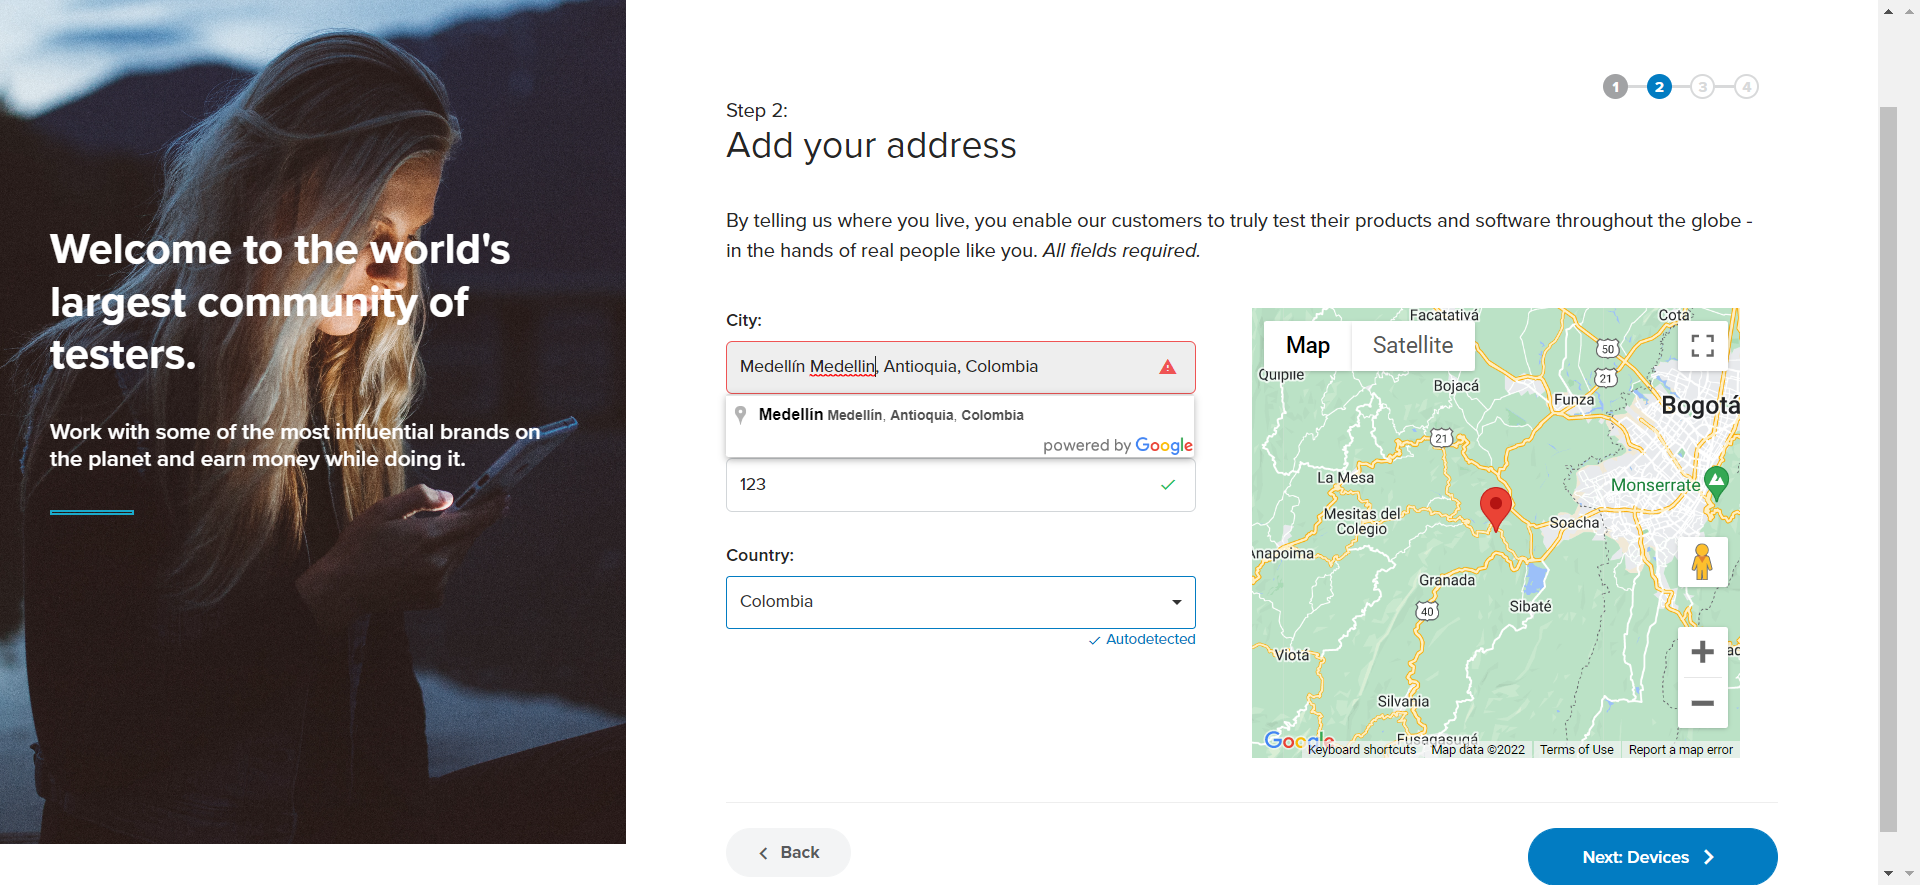 Welcome to the world's
largest community of
testers.
Work with some of the most influential brands on
the planet and earn money while doing it.
1 2 3 4
Step 2:
Add your address
By telling us where you live, you enable our customers to truly test their products and software throughout the globe -
in the hands of real people like you. All fields required.
City:
Medellín Medellin, Antioquia, Colombia
Medellín Medellín, Antioquia, Colombia
powered by Google
123
Country:
Colombia
Autodetected
Map
Satellite
Facatativá
Cota
50
Quipile
21
Bojacá
Funza
Bogotá
21
La Mesa
Monserrate
Mesitas del
Colegio
Soacha
Anapoima
Granada
Sibaté
40
Viotá
Silvania
Fusagasugá
Google
Keyboard shortcuts
Map data ©2022
Terms of Use
Report a map error
Back
Next: Devices